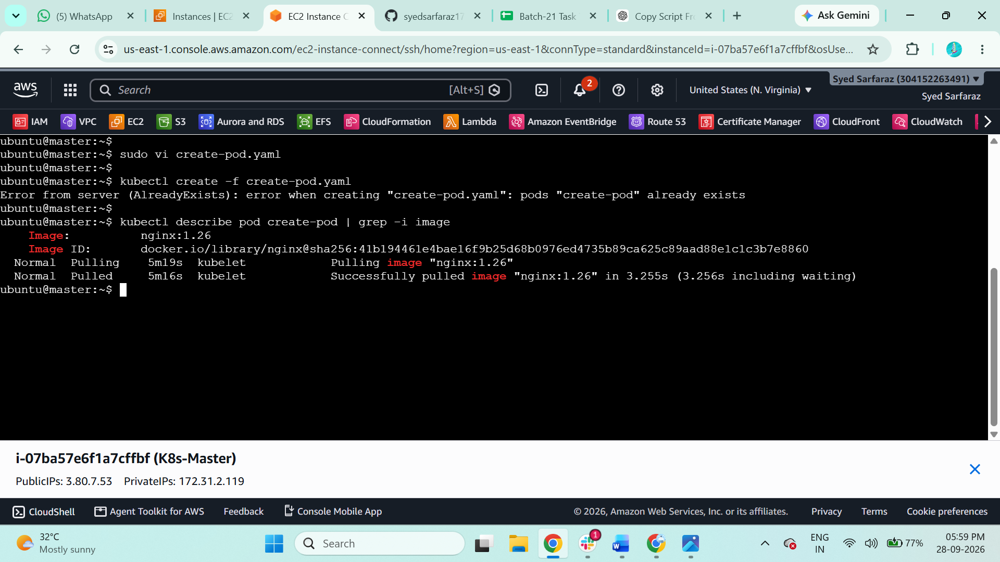 (5) WhatsApp
Instances | EC2
EC2 Instance C
syedsarfaraz17
Batch-21 Task
Copy Script Fr
Ask Gemini
us-east-1.console.aws.amazon.com/ec2-instance-connect/ssh/home?region=us-east-1&connType=standard&instanceId=i-07ba57e6f1a7cffbf&osUse...
aws
Search
[Alt+S]
2
United States (N. Virginia)
Syed Sarfaraz (304152263491)
Syed Sarfaraz
IAM
VPC
EC2
S3
Aurora and RDS
EFS
CloudFormation
Lambda
Amazon EventBridge
Route 53
Certificate Manager
CloudFront
CloudWatch
ubuntu@master:~$
ubuntu@master:~$ sudo vi create-pod.yaml
ubuntu@master:~$
ubuntu@master:~$ kubectl create -f create-pod.yaml
Error from server (AlreadyExists): error when creating "create-pod.yaml": pods "create-pod" already exists
ubuntu@master:~$
ubuntu@master:~$ kubectl describe pod create-pod | grep -i image
Image: nginx:1.26
Image ID: docker.io/library/nginx@sha256:41b194461e4bae16f9b25d68b0976ed4735b89ca625c89aad88e1c1c3b7e8860
Normal Pulling 5m19s kubelet Pulling image "nginx:1.26"
Normal Pulled 5m16s kubelet Successfully pulled image "nginx:1.26" in 3.255s (3.256s including waiting)
ubuntu@master:~$
i-07ba57e6f1a7cffbf (K8s-Master)
PublicIPs: 3.80.7.53 PrivateIPs: 172.31.2.119
CloudShell
Agent Toolkit for AWS
Feedback
Console Mobile App
© 2026, Amazon Web Services, Inc. or its affiliates.
Privacy
Terms
Cookie preferences
32°C
Mostly sunny
Search
1
ENG
IN
77%
05:59 PM
28-09-2026